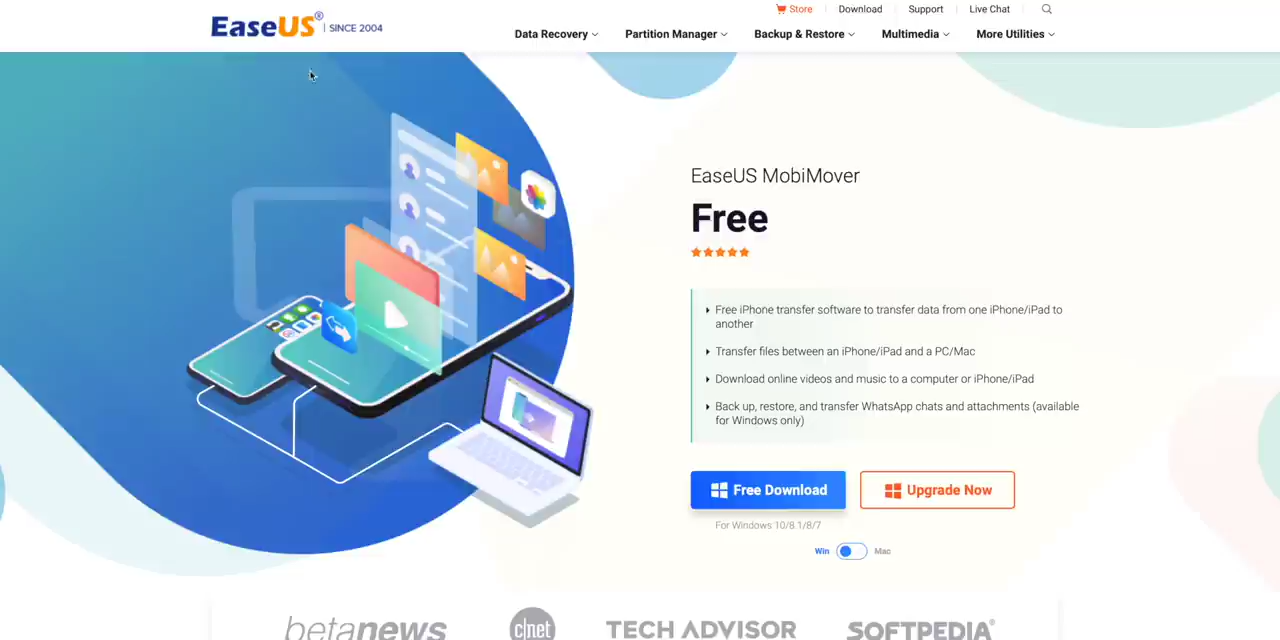 Store
Download
Support
Live Chat
EaseUS® | SINCE 2004
Data Recovery
Partition Manager
Backup & Restore
Multimedia
More Utilities
EaseUS MobiMover
Free
Free iPhone transfer software to transfer data from one iPhone/iPad to
another
Transfer files between an iPhone/iPad and a PC/Mac
Download online videos and music to a computer or iPhone/iPad
Back up, restore, and transfer WhatsApp chats and attachments (available
for Windows only)
Free Download
Upgrade Now
For Windows 10/8.1/8/7
Win
Mac
betanews
c|net
TECH ADVISOR
SOFTPEDIA®